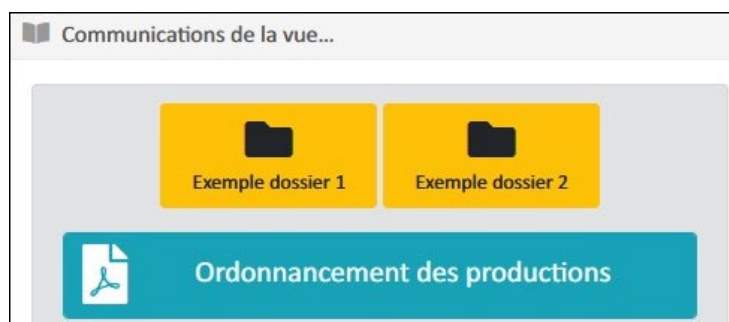 Communications de la vue...
Exemple dossier 1
Exemple dossier 2
Ordonnancement des productions